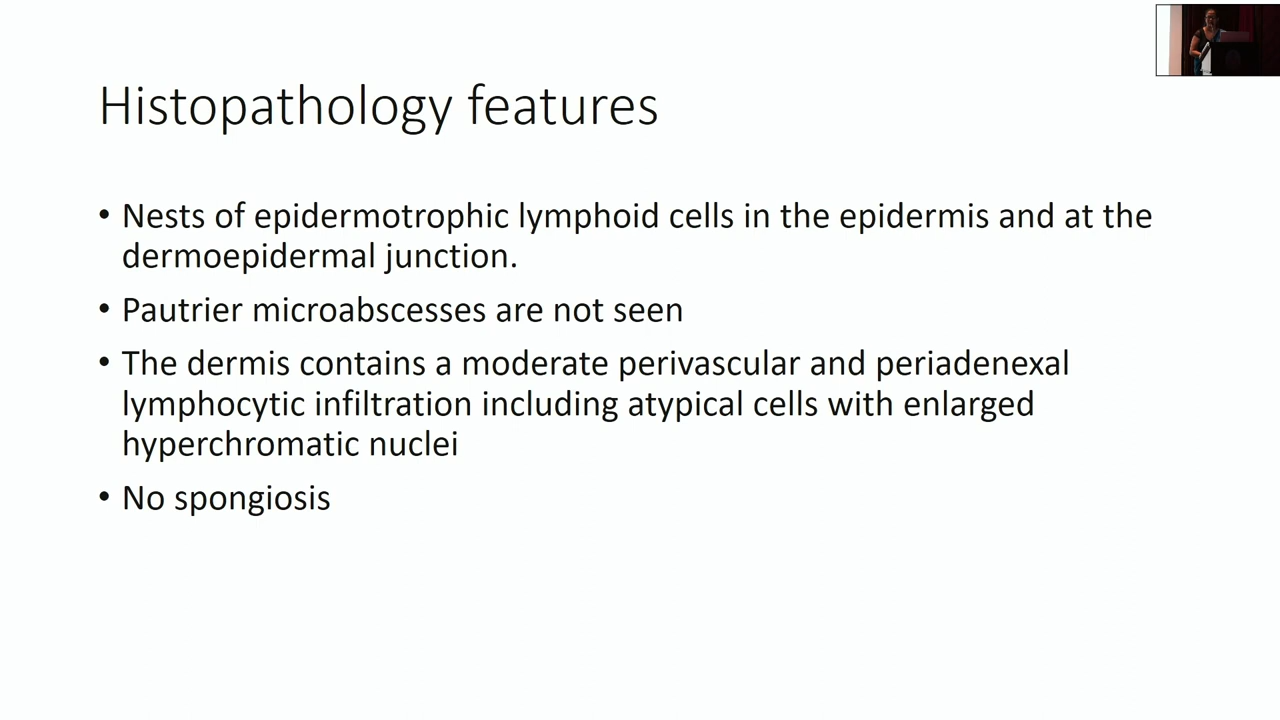 Histopathology features
• Nests of epidermotrophic lymphoid cells in the epidermis and at the
dermoepidermal junction.
• Pautrier microabscesses are not seen
• The dermis contains a moderate perivascular and periadenexal
lymphocytic infiltration including atypical cells with enlarged
hyperchromatic nuclei
• No spongiosis